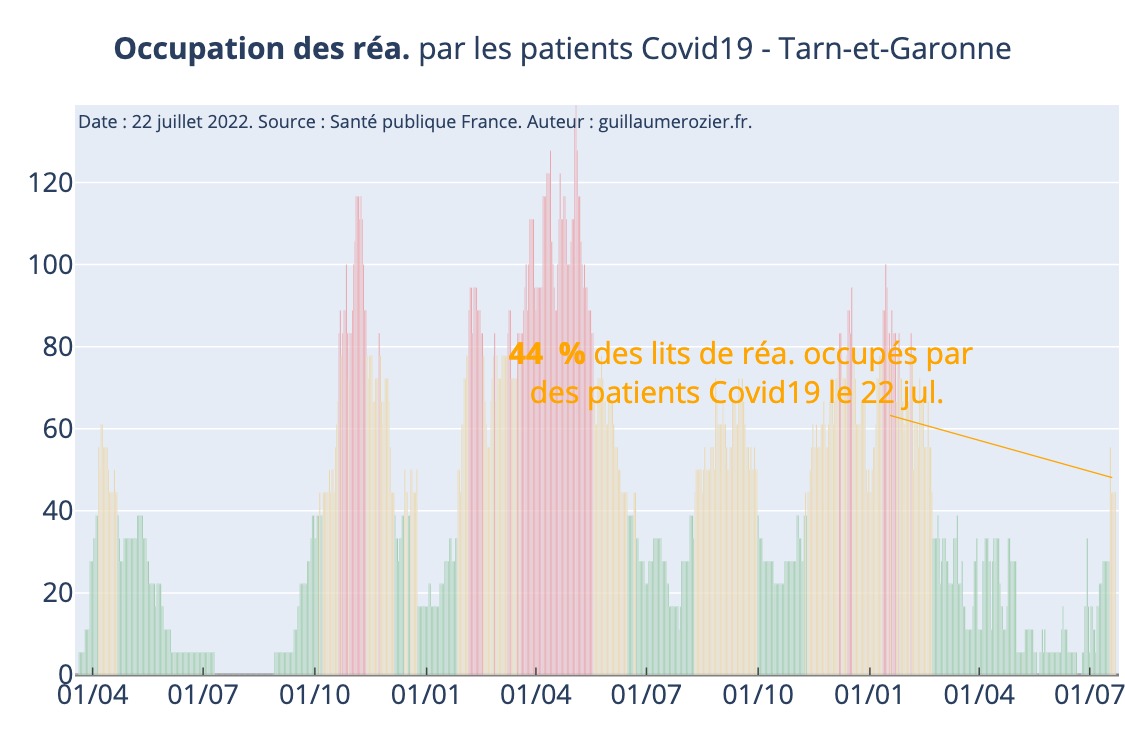 Occupation des réa. par les patients Covid19 - Tarn-et-Garonne
Date : 22 juillet 2022. Source : Santé publique France. Auteur : guillaumerozier.fr.
120
100
80
44 % des lits de réa. occupés par
des patients Covid19 le 22 jul.
60
40
20
0
01/04 01/07 01/10 01/01 01/04 01/07 01/10 01/01 01/04 01/07